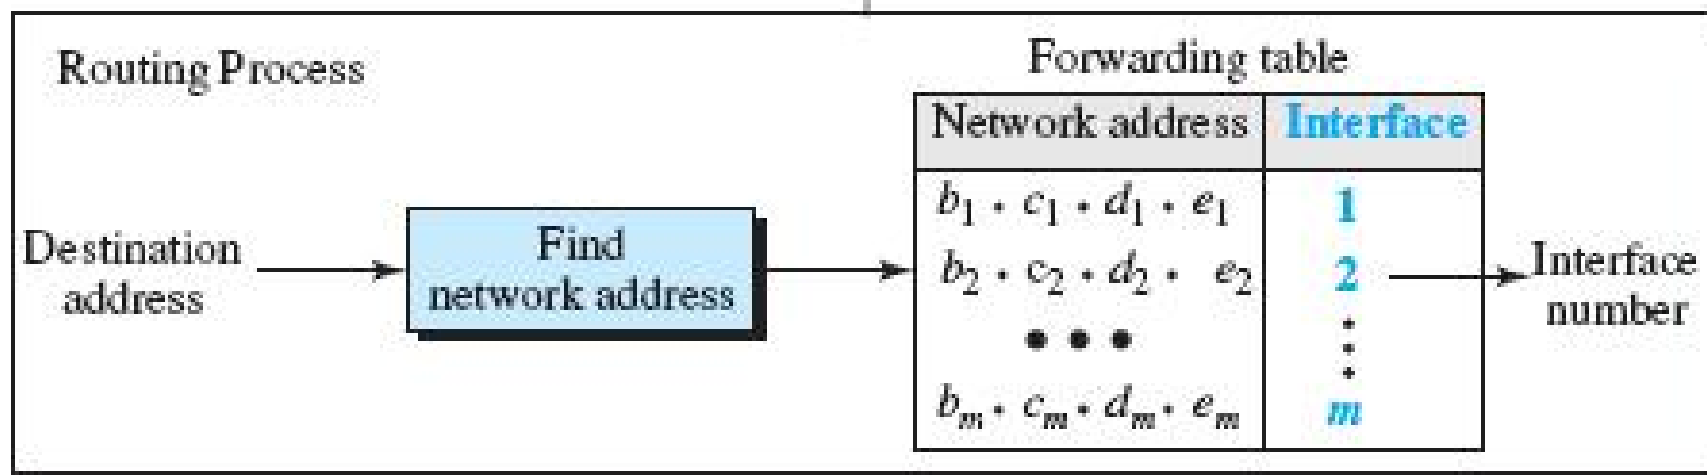 Routing Process
Forwarding table
Network address Interface
Destination
address
Find
network address
b₁ . c₁ . d₁ . e₁ 1
b₂ . c₂ . d₂ . e₂ 2
• • •
⋮
bₘ . cₘ . dₘ . eₘ m
Interface
number